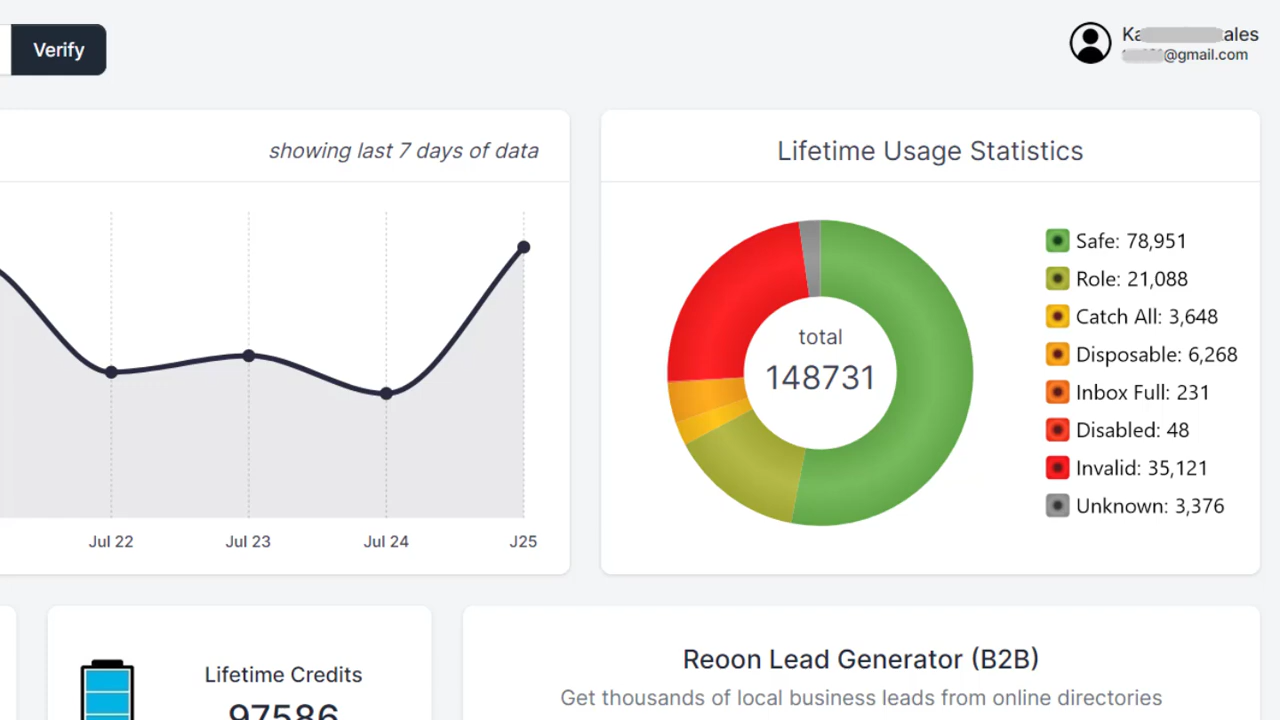 Verify
Ka ales
@gmail.com
showing last 7 days of data
Jul 22
Jul 23
Jul 24
J25
Lifetime Usage Statistics
total
148731
Safe: 78,951
Role: 21,088
Catch All: 3,648
Disposable: 6,268
Inbox Full: 231
Disabled: 48
Invalid: 35,121
Unknown: 3,376
Lifetime Credits
97586
Reoon Lead Generator (B2B)
Get thousands of local business leads from online directories